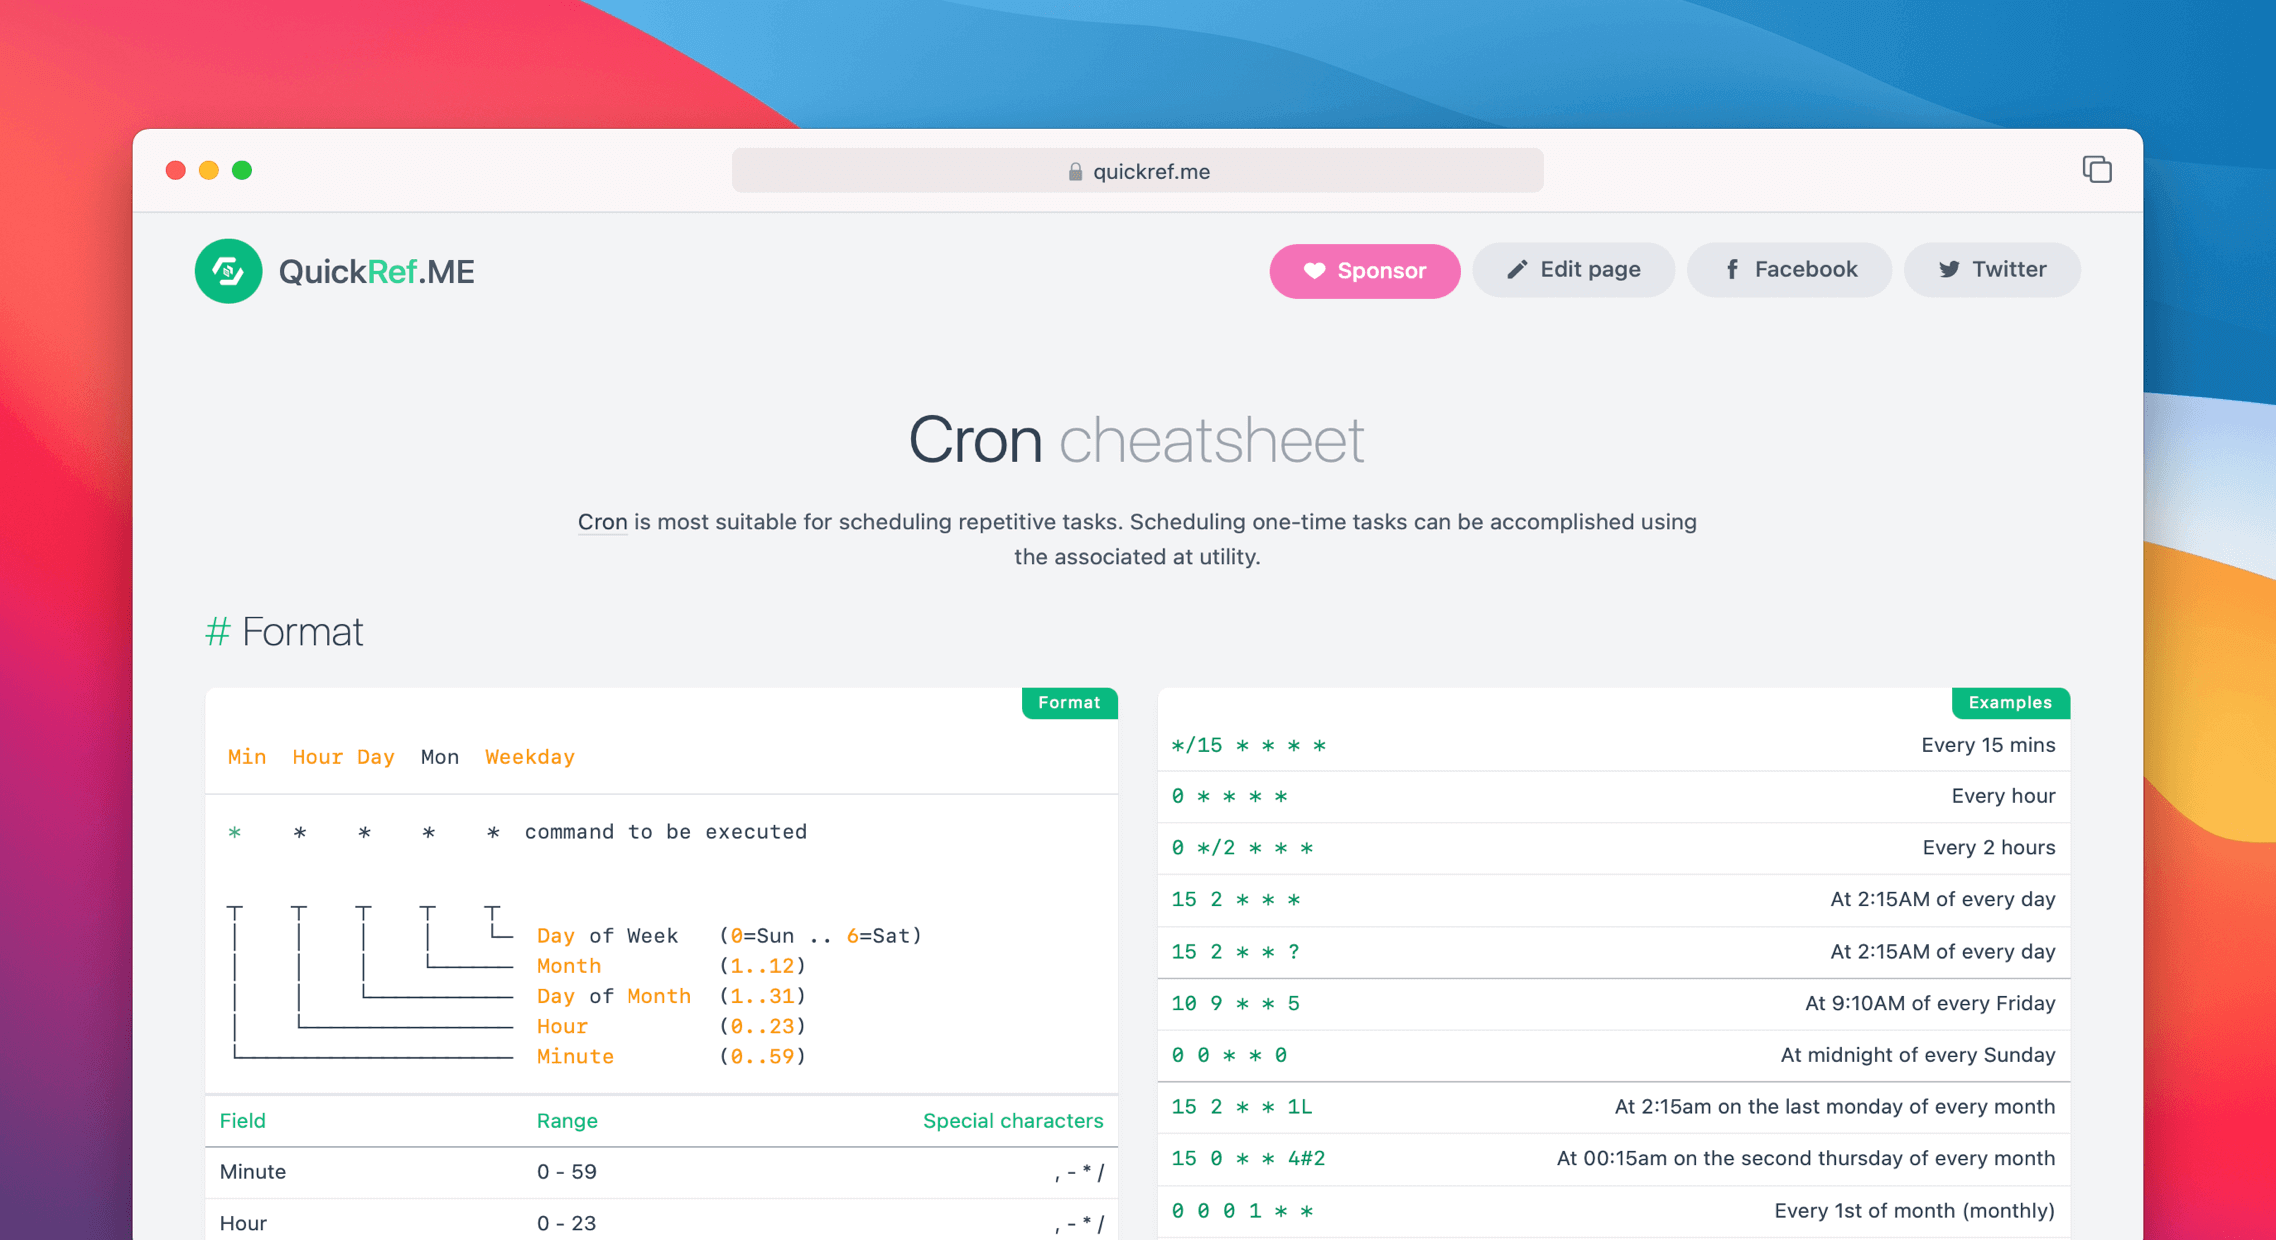 quickref.me
QuickRef.ME
Sponsor
Edit page
Facebook
Twitter
Cron cheatsheet
Cron is most suitable for scheduling repetitive tasks. Scheduling one-time tasks can be accomplished using
the associated at utility.
# Format
Format
Min Hour Day Mon Weekday
* * * * * command to be executed
┬ ┬ ┬ ┬ ┬
│ │ │ │ └─ Day of Week (0=Sun .. 6=Sat)
│ │ │ └────── Month (1..12)
│ │ └─────────── Day of Month (1..31)
│ └──────────────── Hour (0..23)
└───────────────────── Minute (0..59)
Field Range Special characters
Minute 0 - 59 , - * /
Hour 0 - 23 , - * /
Examples
*/15 * * * * Every 15 mins
0 * * * * Every hour
0 */2 * * * Every 2 hours
15 2 * * * At 2:15AM of every day
15 2 * * ? At 2:15AM of every day
10 9 * * 5 At 9:10AM of every Friday
0 0 * * 0 At midnight of every Sunday
15 2 * * 1L At 2:15am on the last monday of every month
15 0 * * 4#2 At 00:15am on the second thursday of every month
0 0 0 1 * * Every 1st of month (monthly)